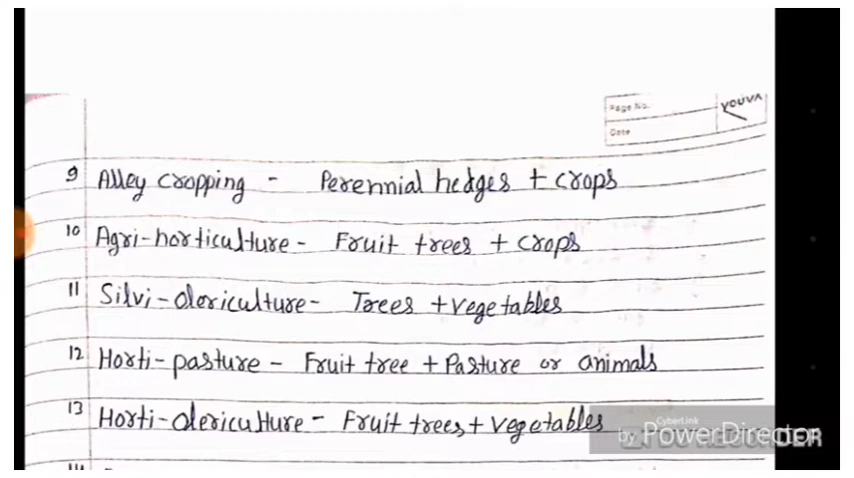 Page No.
Date
YOUVA
9 Alley cropping - Perennial hedges + crops
10 Agri-horticulture - Fruit trees + crops
11 Silvi-olericulture - Trees + vegetables
12 Horti-pasture - Fruit tree + Pasture or animals
13 Horti-olericulture - Fruit trees + vegetables
CyberLink
by PowerDirector